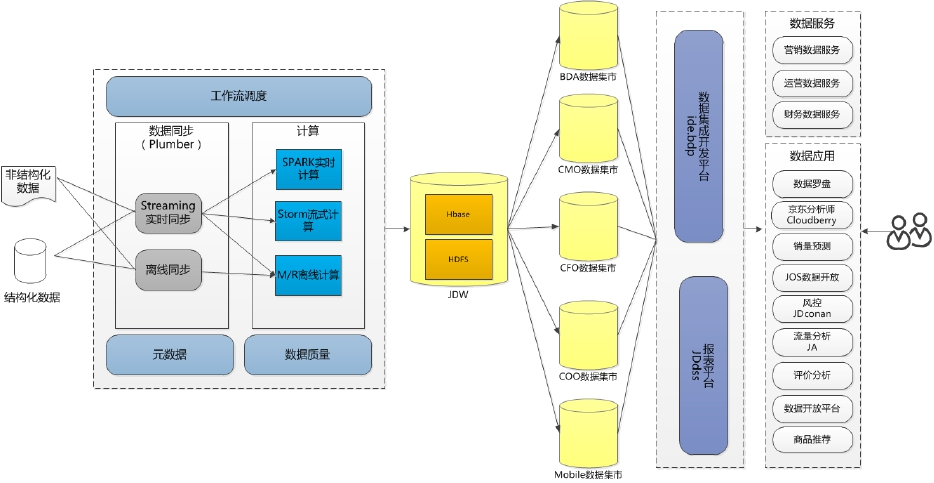 非结构化
数据
结构化数据
工作流调度
数据同步
（Plumber）
Streaming
实时同步
离线同步
计算
SPARK实时
计算
Storm流式计
算
M/R离线计算
元数据
数据质量
Hbase
HDFS
JDW
BDA数据集市
CMO数据集市
CFO数据集市
COO数据集市
Mobile数据集市
数据集成开发平台
ide.bdp
报表平台
JDdss
数据服务
营销数据服务
运营数据服务
财务数据服务
数据应用
数据罗盘
京东分析师
Cloudberry
销量预测
JOS数据开放
风控
JDconan
流量分析
JA
评价分析
数据开放平台
商品推荐